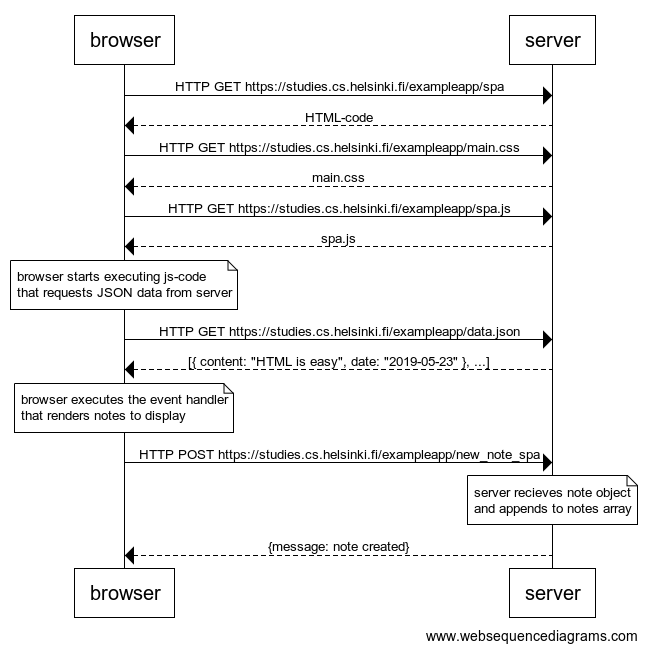 browser
server
HTTP GET https://studies.cs.helsinki.fi/exampleapp/spa
HTML-code
HTTP GET https://studies.cs.helsinki.fi/exampleapp/main.css
main.css
HTTP GET https://studies.cs.helsinki.fi/exampleapp/spa.js
spa.js
browser starts executing js-code
that requests JSON data from server
HTTP GET https://studies.cs.helsinki.fi/exampleapp/data.json
[{ content: "HTML is easy", date: "2019-05-23" }, ...]
browser executes the event handler
that renders notes to display
HTTP POST https://studies.cs.helsinki.fi/exampleapp/new_note_spa
server recieves note object
and appends to notes array
{message: note created}
browser
server
www.websequencediagrams.com